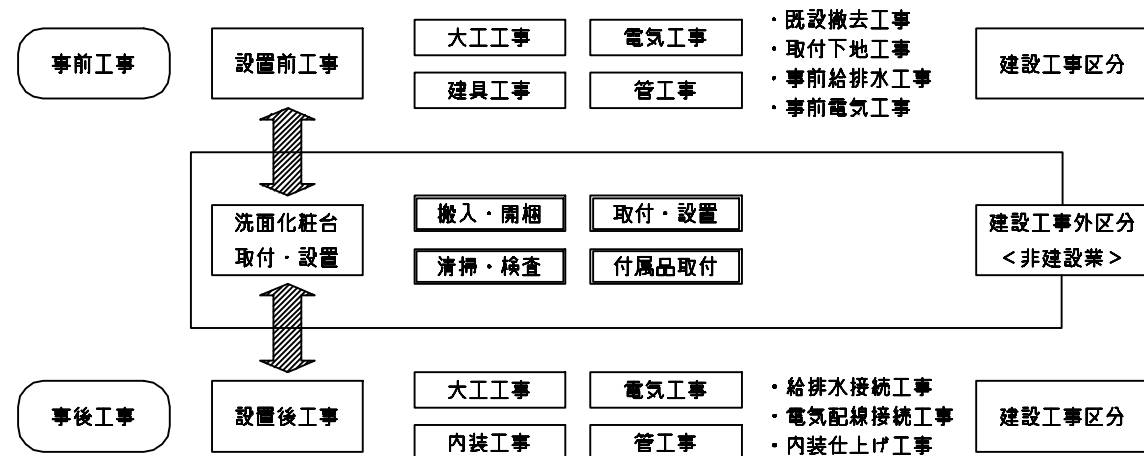 事前工事
設置前工事
大工工事
電気工事
建具工事
管工事
・既設撤去工事
・取付下地工事
・事前給排水工事
・事前電気工事
建設工事区分
洗面化粧台
取付・設置
搬入・開梱
取付・設置
清掃・検査
付属品取付
建設工事外区分
<非建設業>
事後工事
設置後工事
大工工事
電気工事
内装工事
管工事
・給排水接続工事
・電気配線接続工事
・内装仕上げ工事
建設工事区分